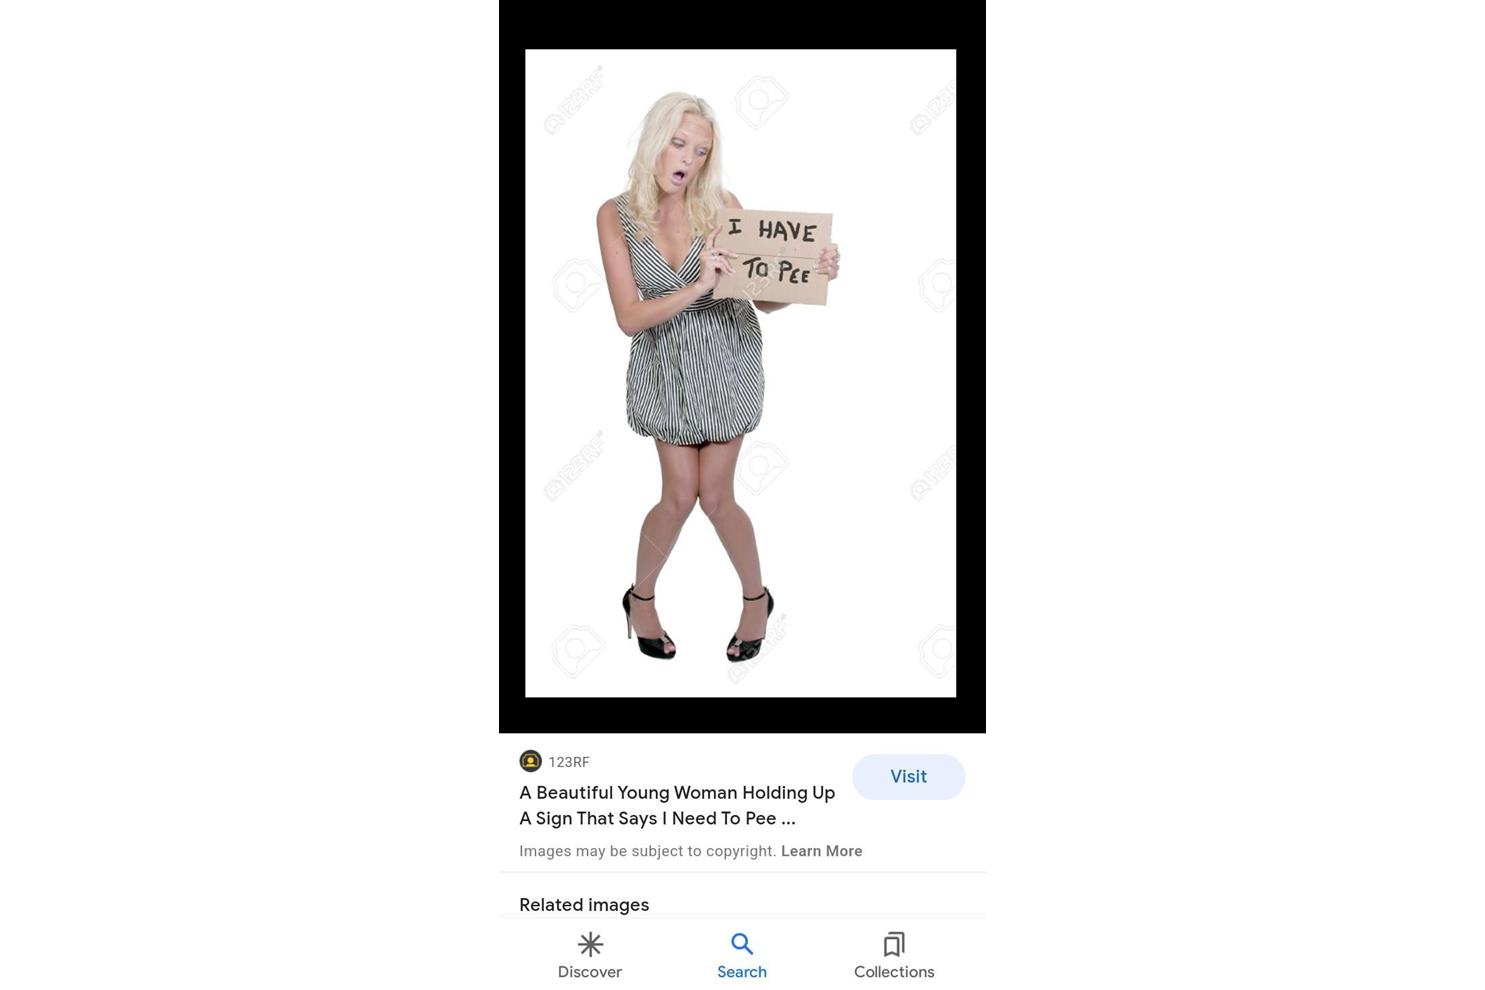 I HAVE
TO PEE
123RF
Visit
A Beautiful Young Woman Holding Up
A Sign That Says I Need To Pee ...
Images may be subject to copyright. Learn More
Related images
Discover
Search
Collections